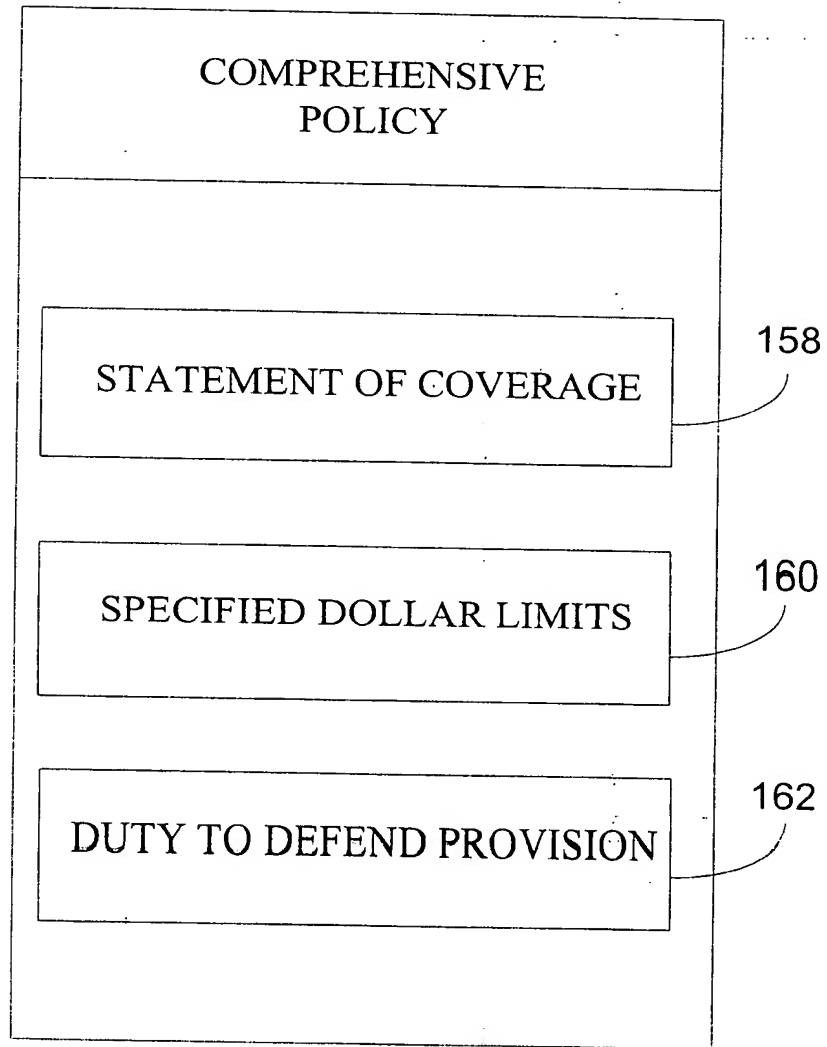 COMPREHENSIVE
POLICY
STATEMENT OF COVERAGE
158
SPECIFIED DOLLAR LIMITS
160
DUTY TO DEFEND PROVISION
162